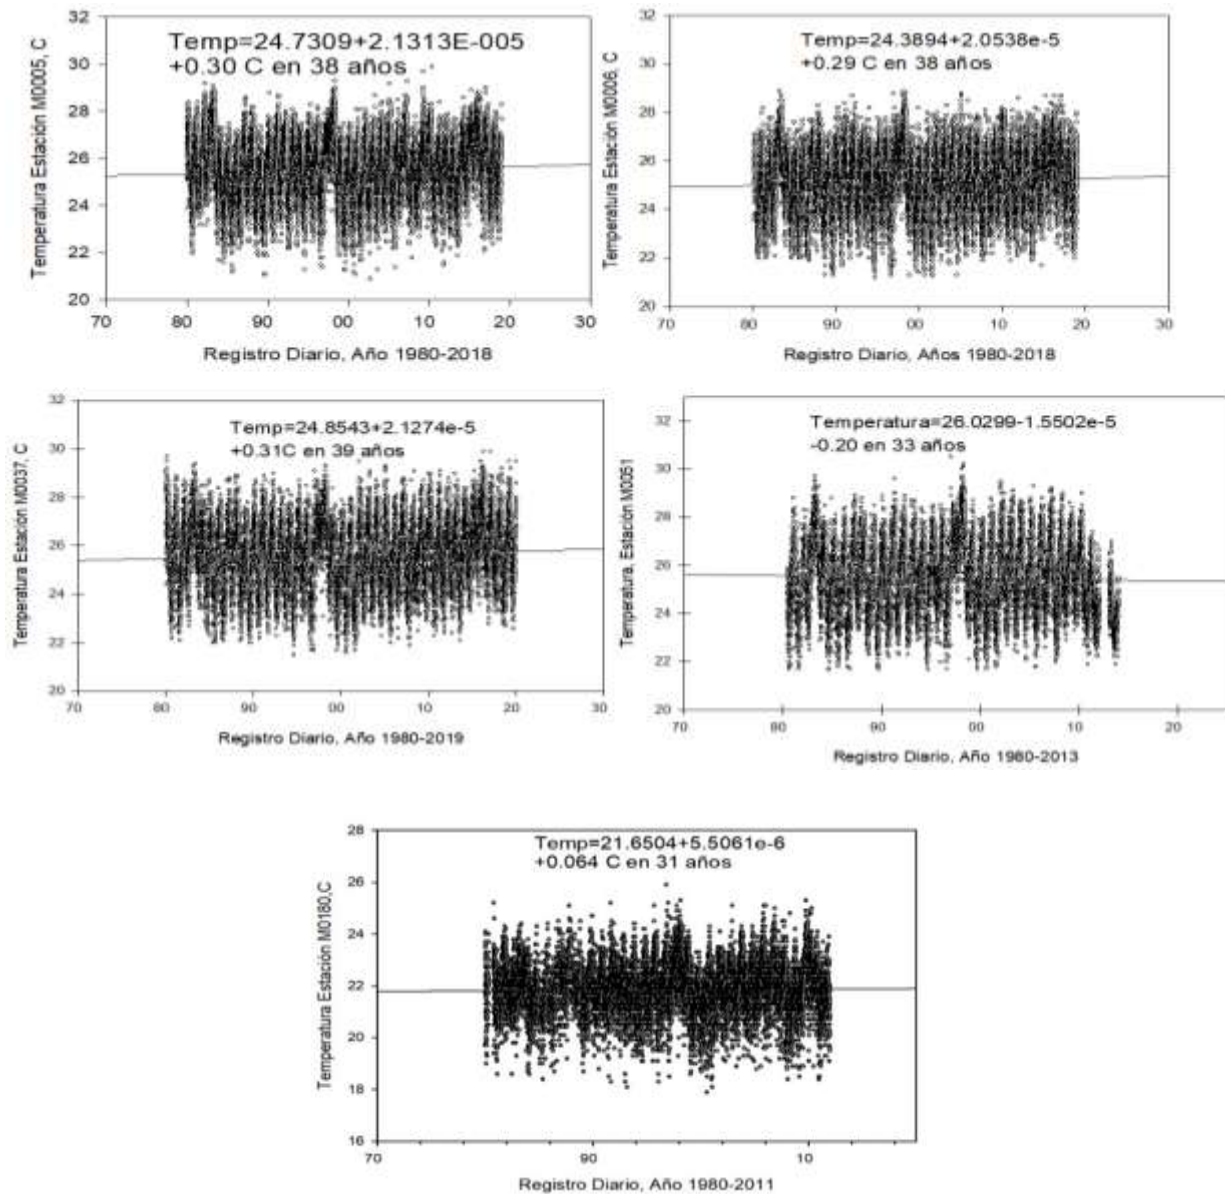 Temp=24.7309+2.1313E-005
+0.30 C en 38 años
Temperatura Estación M0005, C
32
30
28
26
24
22
20
70 80 90 00 10 20 30
Registro Diario, Año 1980-2018
Temp=24.3894+2.0538e-5
+0.29 C en 38 años
Temperatura Estación M0006, C
32
30
28
26
24
22
20
70 80 90 00 10 20 30
Registro Diario, Años 1980-2018
Temp=24.8543+2.1274e-5
+0.31C en 39 años
Temperatura Estación M0037, C
32
30
28
26
24
22
20
70 80 90 00 10 20 30
Registro Diario, Año 1980-2019
Temperatura=26.0299-1.5502e-5
-0.20 en 33 años
Temperatura, Estación M0051
32
30
28
26
24
22
20
70 80 90 00 10 20
Registro Diario, Año 1980-2013
Temp=21.6504+5.5061e-6
+0.064 C en 31 años
Temperatura Estación M0180,C
28
26
24
22
20
18
16
70 90 10
Registro Diario, Año 1980-2011